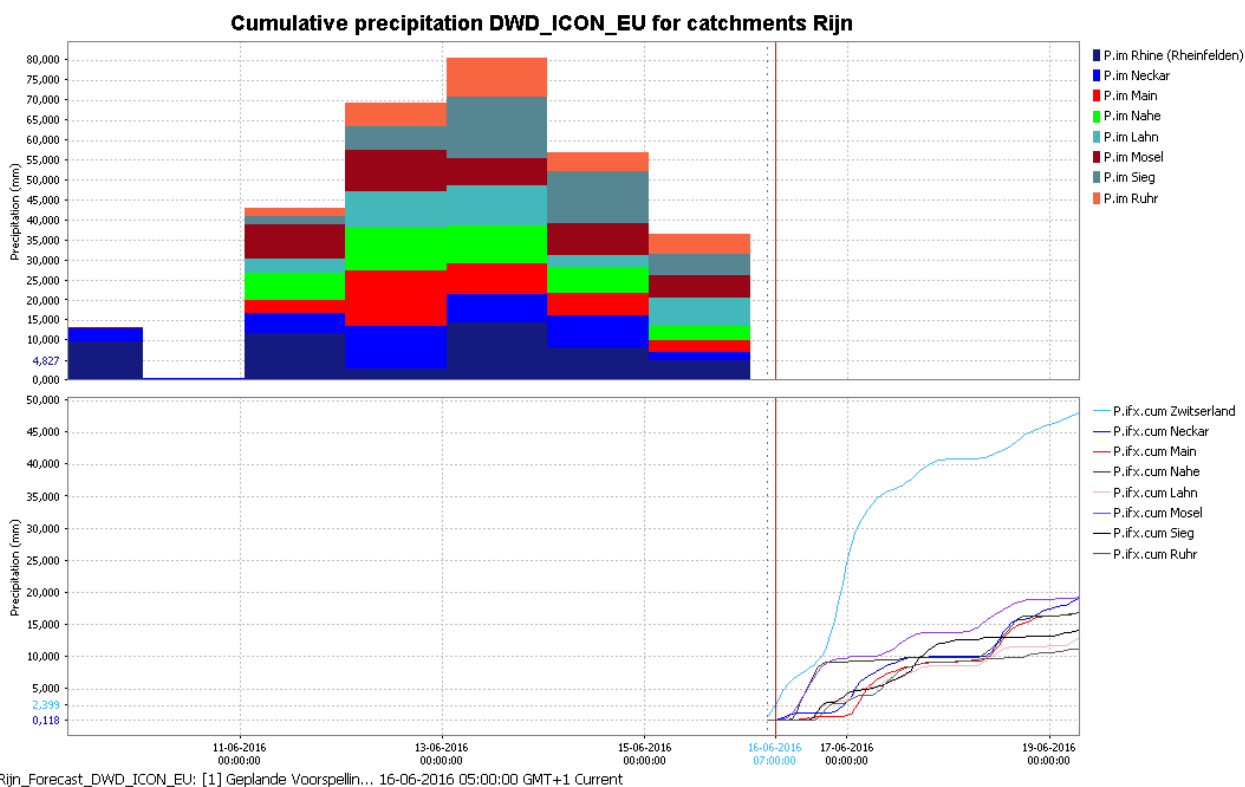 Cumulative precipitation DWD_ICON_EU for catchments Rijn
80,000
75,000
70,000
65,000
60,000
55,000
50,000
45,000
40,000
35,000
30,000
25,000
20,000
15,000
10,000
4,827
0,000
Precipitation (mm)
P.im Rhine (Rheinfelden)
P.im Neckar
P.im Main
P.im Nahe
P.im Lahn
P.im Mosel
P.im Sieg
P.im Ruhr
50,000
45,000
40,000
35,000
30,000
25,000
20,000
15,000
10,000
5,000
2,399
0,118
Precipitation (mm)
P.ifx.cum Zwitserland
P.ifx.cum Neckar
P.ifx.cum Main
P.ifx.cum Nahe
P.ifx.cum Lahn
P.ifx.cum Mosel
P.ifx.cum Sieg
P.ifx.cum Ruhr
11-06-2016 13-06-2016 15-06-2016 16-06-2016 17-06-2016 19-06-2016
00:00:00 00:00:00 00:00:00 07:00:00 00:00:00 00:00:00
Rijn_Forecast_DWD_ICON_EU: [1] Geplande Voorspellin... 16-06-2016 05:00:00 GMT+1 Current